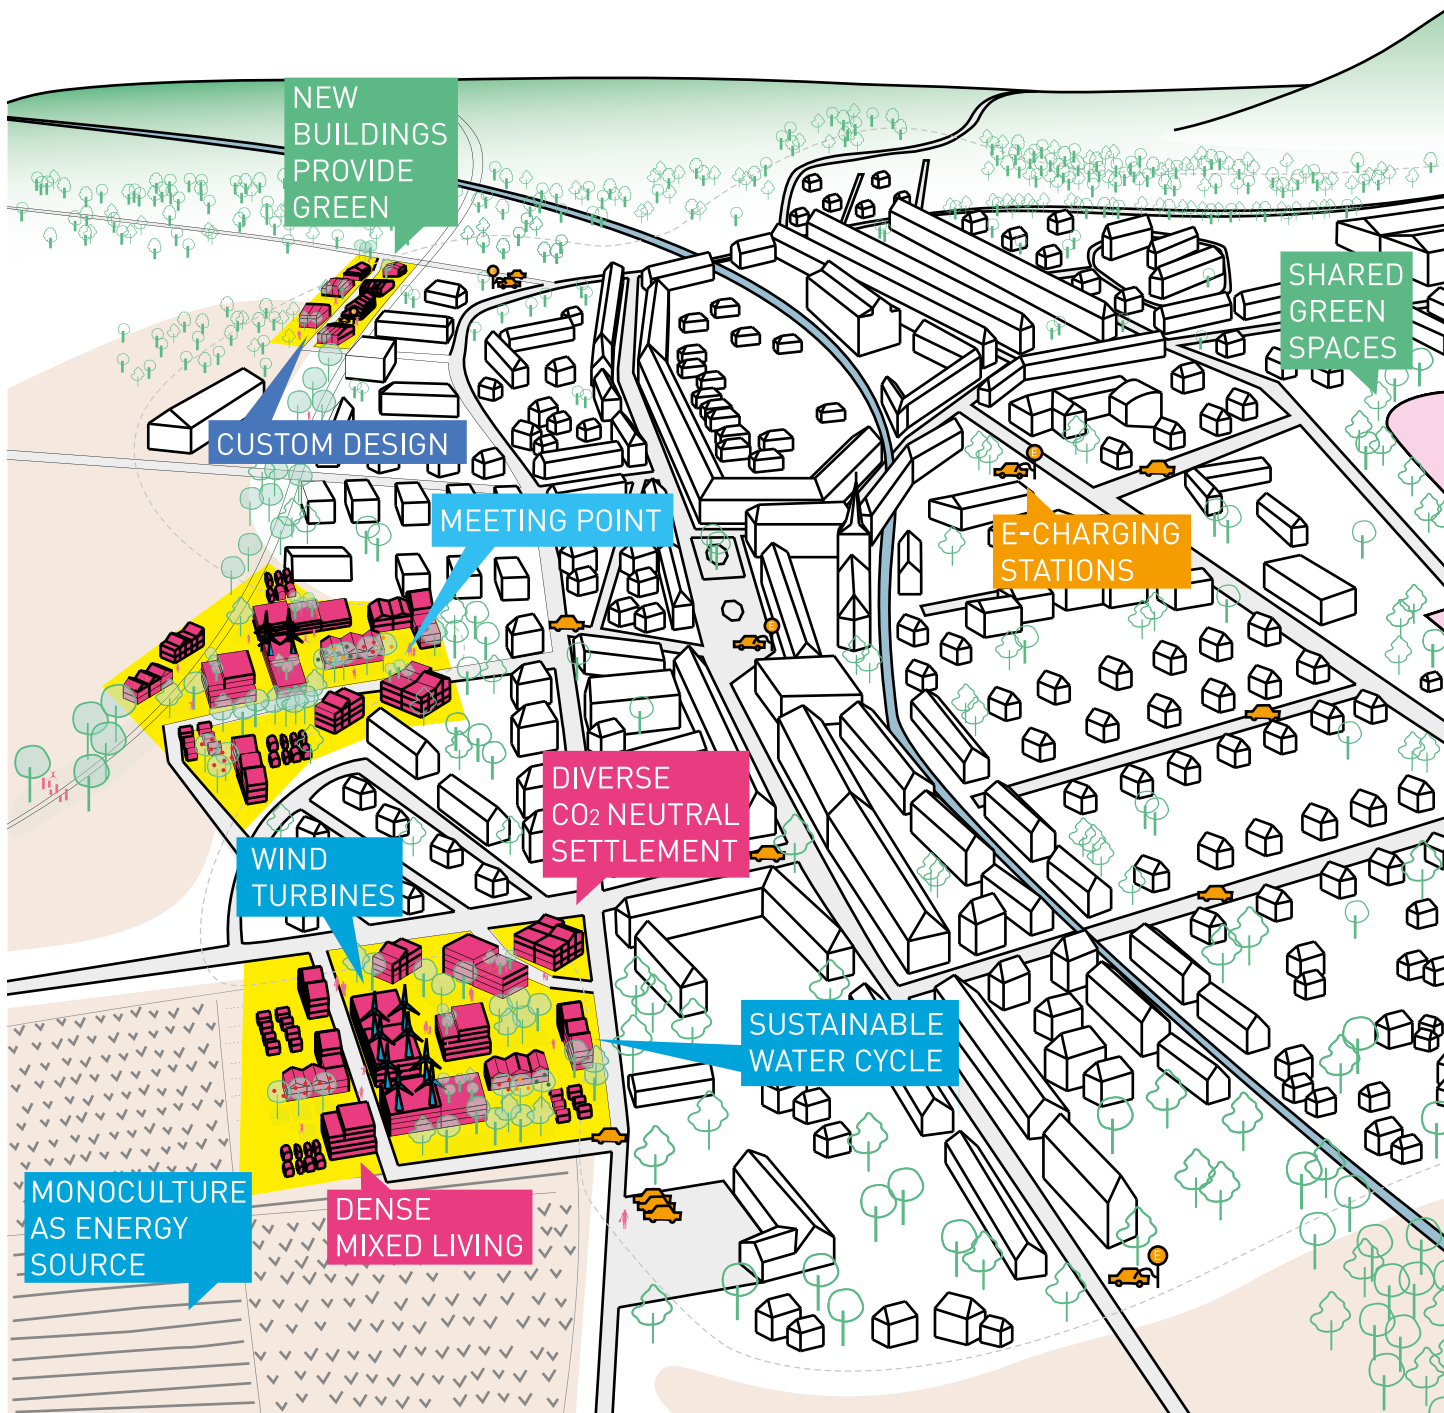 NEW
BUILDINGS
PROVIDE
GREEN
SHARED
GREEN
SPACES
CUSTOM DESIGN
MEETING POINT
E-CHARGING
STATIONS
DIVERSE
CO2 NEUTRAL
SETTLEMENT
WIND
TURBINES
SUSTAINABLE
WATER CYCLE
MONOCULTURE
AS ENERGY
SOURCE
DENSE
MIXED LIVING
E
E
E